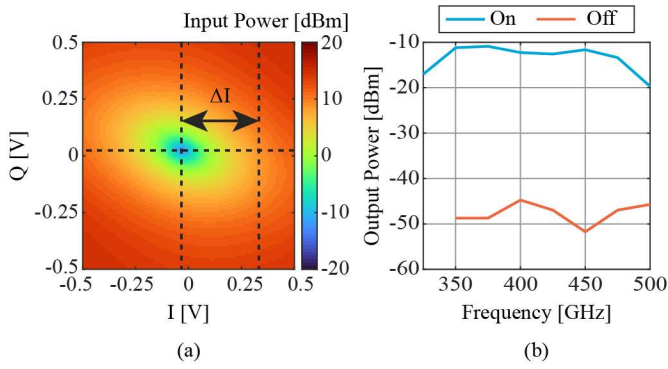 Input Power [dBm]
On Off
0.5
0.25
0
-0.25
-0.5
Q [V]
ΔI
20
10
0
-10
-20
-0.5 -0.25 0 0.25 0.5
I [V]
(a)
-10
-20
-30
-40
-50
-60
Output Power [dBm]
350 400 450 500
Frequency [GHz]
(b)